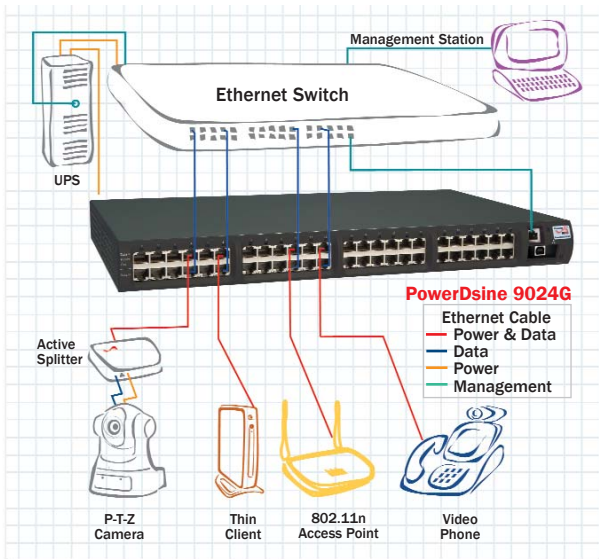 Management Station
Ethernet Switch
UPS
PowerDsine 9024G
Ethernet Cable
Power & Data
Data
Power
Management
Active
Splitter
P-T-Z
Camera
Thin
Client
802.11n
Access Point
Video
Phone